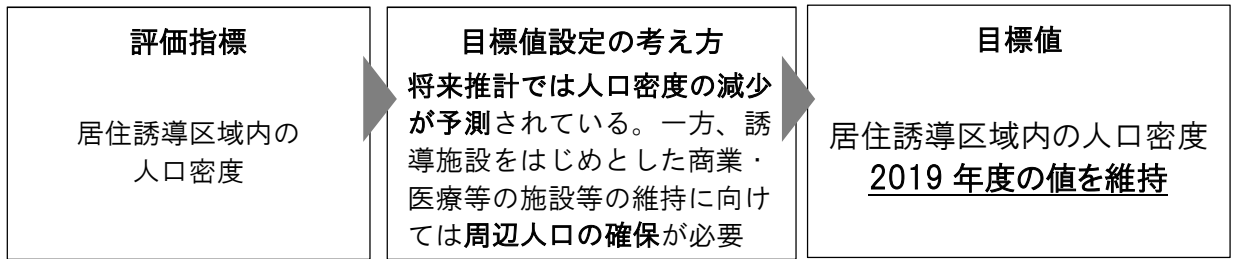 評価指標
居住誘導区域内の
人口密度
目標値設定の考え方
将来推計では人口密度の減少
が予測されている。一方、誘
導施設をはじめとした商業・
医療等の施設等の維持に向け
ては周辺人口の確保が必要
目標値
居住誘導区域内の人口密度
2019 年度の値を維持